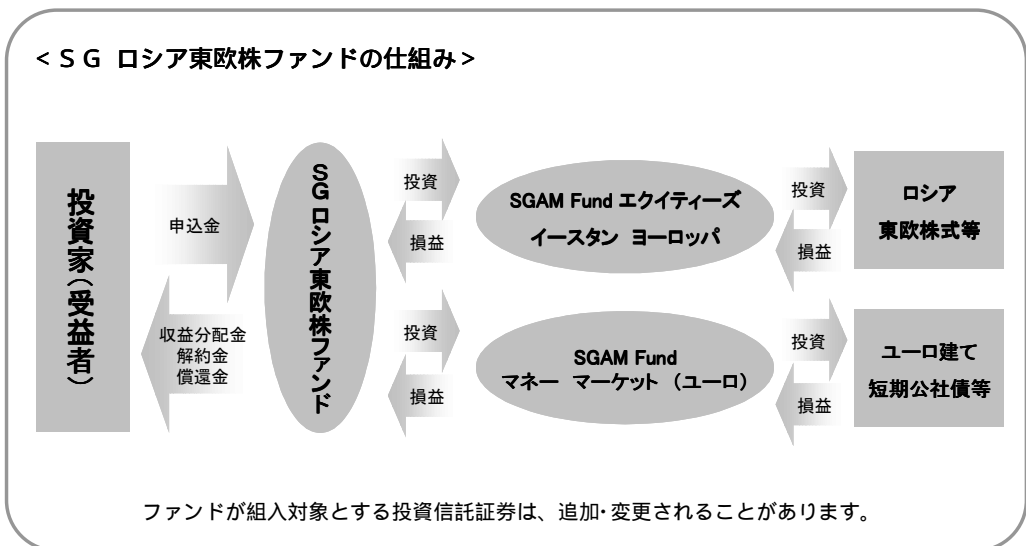 <ＳＧ ロシア東欧株ファンドの仕組み>
投資家（受益者）
申込金
収益分配金
解約金
償還金
SGロシア東欧株ファンド
投資
損益
投資
損益
SGAM Fund エクイティーズ
イースタン ヨーロッパ
SGAM Fund
マネー マーケット （ユーロ）
投資
損益
投資
損益
ロシア
東欧株式等
ユーロ建て
短期公社債等
ファンドが組入対象とする投資信託証券は、追加・変更されることがあります。